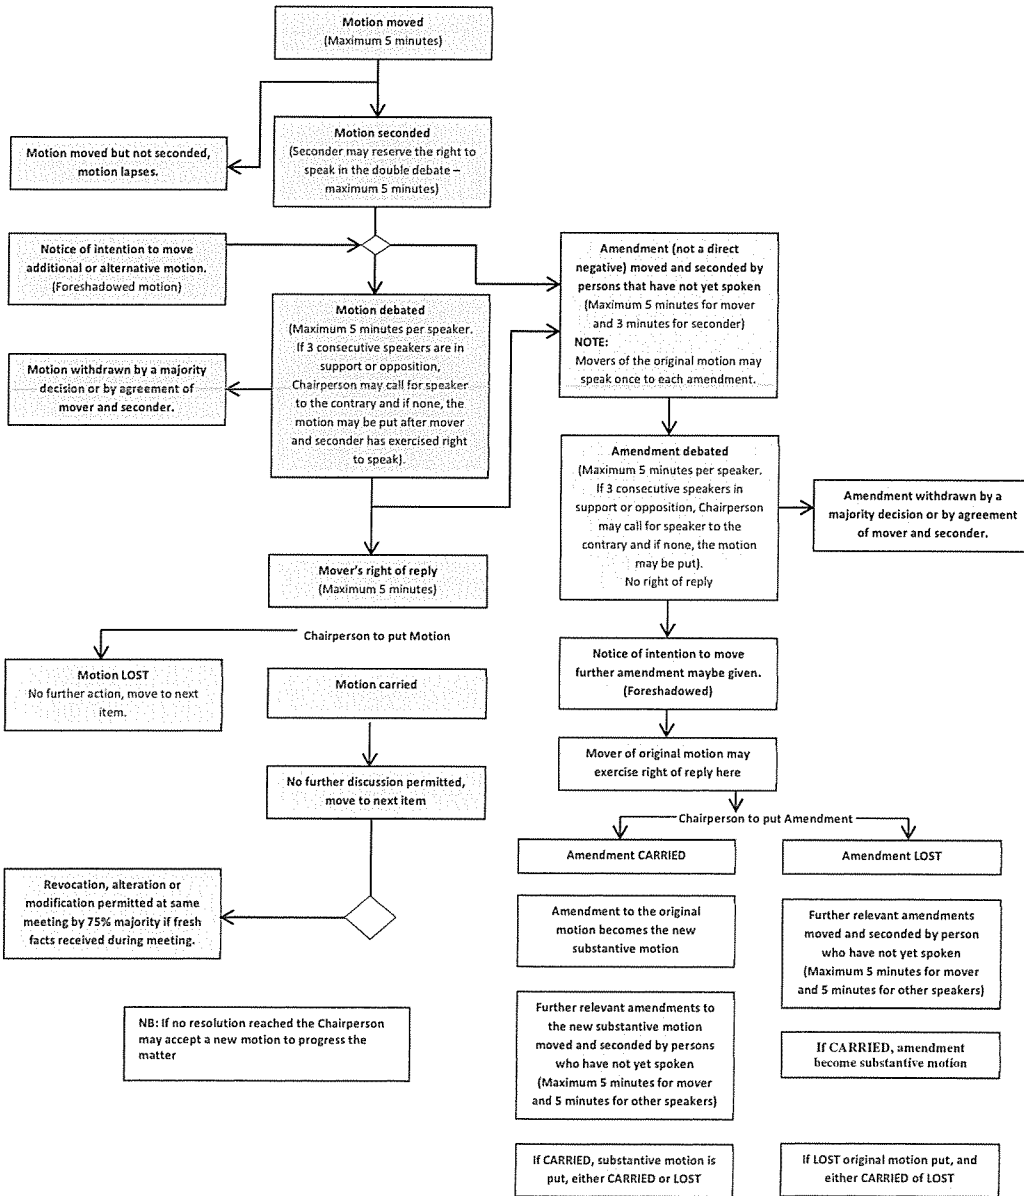 Motion moved
(Maximum 5 minutes)
Motion seconded
(Seconder may reserve the right to
speak in the double debate –
maximum 5 minutes)
Motion moved but not seconded,
motion lapses.
Notice of intention to move
additional or alternative motion.
(Foreshadowed motion)
Motion debated
(Maximum 5 minutes per speaker.
If 3 consecutive speakers are in
support or opposition,
Chairperson may call for speaker
to the contrary and if none, the
motion may be put after mover
and seconder has exercised right
to speak).
Motion withdrawn by a majority
decision or by agreement of
mover and seconder.
Mover's right of reply
(Maximum 5 minutes)
Chairperson to put Motion
Motion LOST
No further action, move to next
item.
Motion carried
No further discussion permitted,
move to next item
Revocation, alteration or
modification permitted at same
meeting by 75% majority if fresh
facts received during meeting.
NB: If no resolution reached the Chairperson
may accept a new motion to progress the
matter
Amendment (not a direct
negative) moved and seconded by
persons that have not yet spoken
(Maximum 5 minutes for mover
and 3 minutes for seconder)
NOTE:
Movers of the original motion may
speak once to each amendment.
Amendment debated
(Maximum 5 minutes per speaker.
If 3 consecutive speakers in
support or opposition, Chairperson
may call for speaker to the
contrary and if none, the motion
may be put).
No right of reply
Amendment withdrawn by a
majority decision or by agreement
of mover and seconder.
Notice of intention to move
further amendment maybe given.
(Foreshadowed)
Mover of original motion may
exercise right of reply here
Chairperson to put Amendment
Amendment CARRIED
Amendment to the original
motion becomes the new
substantive motion
Further relevant amendments to
the new substantive motion
moved and seconded by persons
who have not yet spoken
(Maximum 5 minutes for mover
and 5 minutes for other speakers)
If CARRIED, substantive motion is
put, either CARRIED or LOST
Amendment LOST
Further relevant amendments
moved and seconded by person
who have not yet spoken
(Maximum 5 minutes for mover
and 5 minutes for other speakers)
If CARRIED, amendment
become substantive motion
If LOST original motion put, and
either CARRIED of LOST